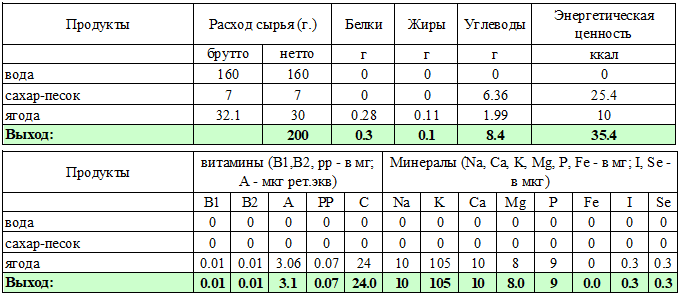 Продукты Расход сырья (г.) Белки Жиры Углеводы Энергетическая ценность
брутто нетто г г г ккал
вода 160 160 0 0 0 0
сахар-песок 7 7 0 0 6.36 25.4
ягода 32.1 30 0.28 0.11 1.99 10
Выход: 200 0.3 0.1 8.4 35.4
Продукты витамины (В1,В2, рр - в мг; А - мкг рет.экв) Минералы (Na, Ca, K, Mg, P, Fe - в мг; I, Se - в мкг)
B1 B2 A PP C Na K Ca Mg P Fe I Se
вода 0 0 0 0 0 0 0 0 0 0 0 0 0
сахар-песок 0 0 0 0 0 0 0 0 0 0 0 0 0
ягода 0.01 0.01 3.06 0.07 24 10 105 10 8 9 0 0.3 0.3
Выход: 0.01 0.01 3.1 0.07 24.0 10 105 10 8.0 9 0.0 0.3 0.3